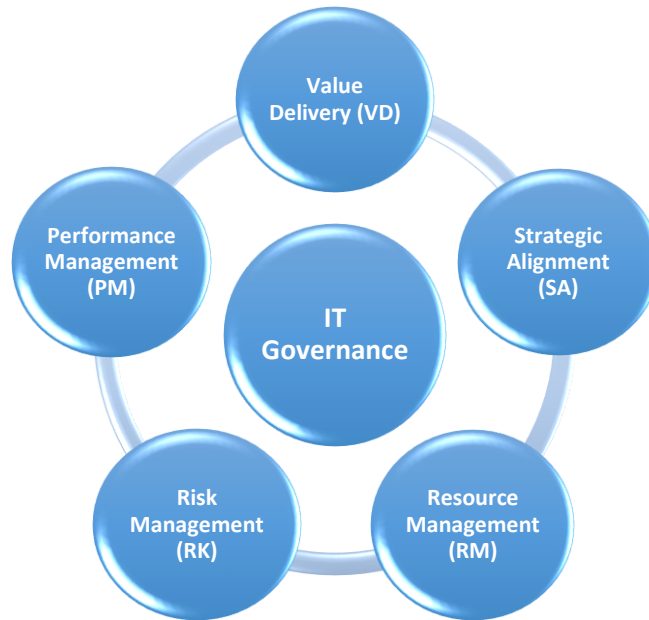 Value
Delivery (VD)
Performance
Management
(PM)
Strategic
Alignment
(SA)
IT
Governance
Risk
Management
(RK)
Resource
Management
(RM)